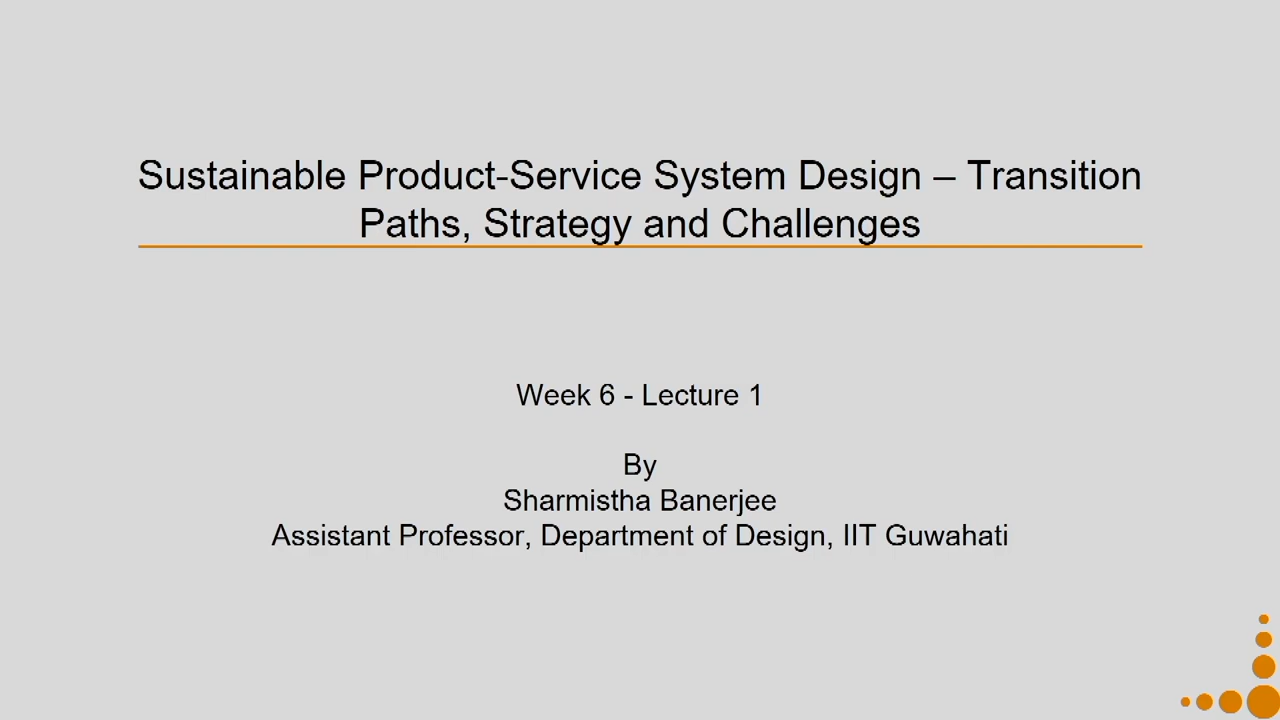 Sustainable Product-Service System Design – Transition
Paths, Strategy and Challenges
Week 6 - Lecture 1
By
Sharmistha Banerjee
Assistant Professor, Department of Design, IIT Guwahati